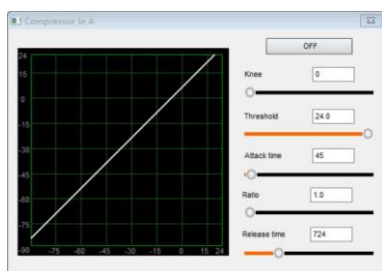 Compressor In A
OFF
24
15
0
-15
-30
-45
-60
-75
-90 -75 -60 -45 -30 -15 0 15 24
Knee 0
Threshold 24.0
Attack time 45
Ratio 1.0
Release time 724